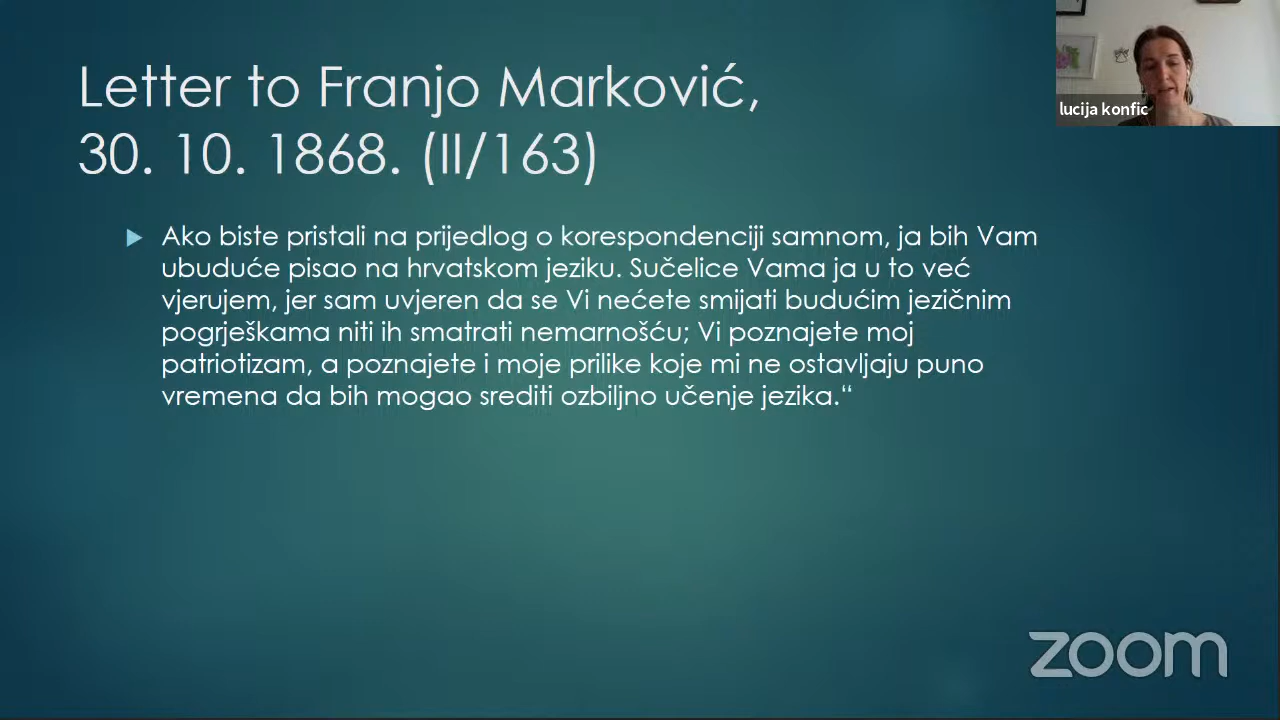 Letter to Franjo Marković,
30. 10. 1868. (II/163)
Ako biste pristali na prijedlog o korespondenciji samnom, ja bih Vam
ubuduće pisao na hrvatskom jeziku. Sučelice Vama ja u to već
vjerujem, jer sam uvjeren da se Vi nećete smijati budućim jezičnim
pogrješkama niti ih smatrati nemarnošću; Vi poznajete moj
patriotizam, a poznajete i moje prilike koje mi ne ostavljaju puno
vremena da bih mogao srediti ozbiljno učenje jezika.“
lucija konfic
zoom